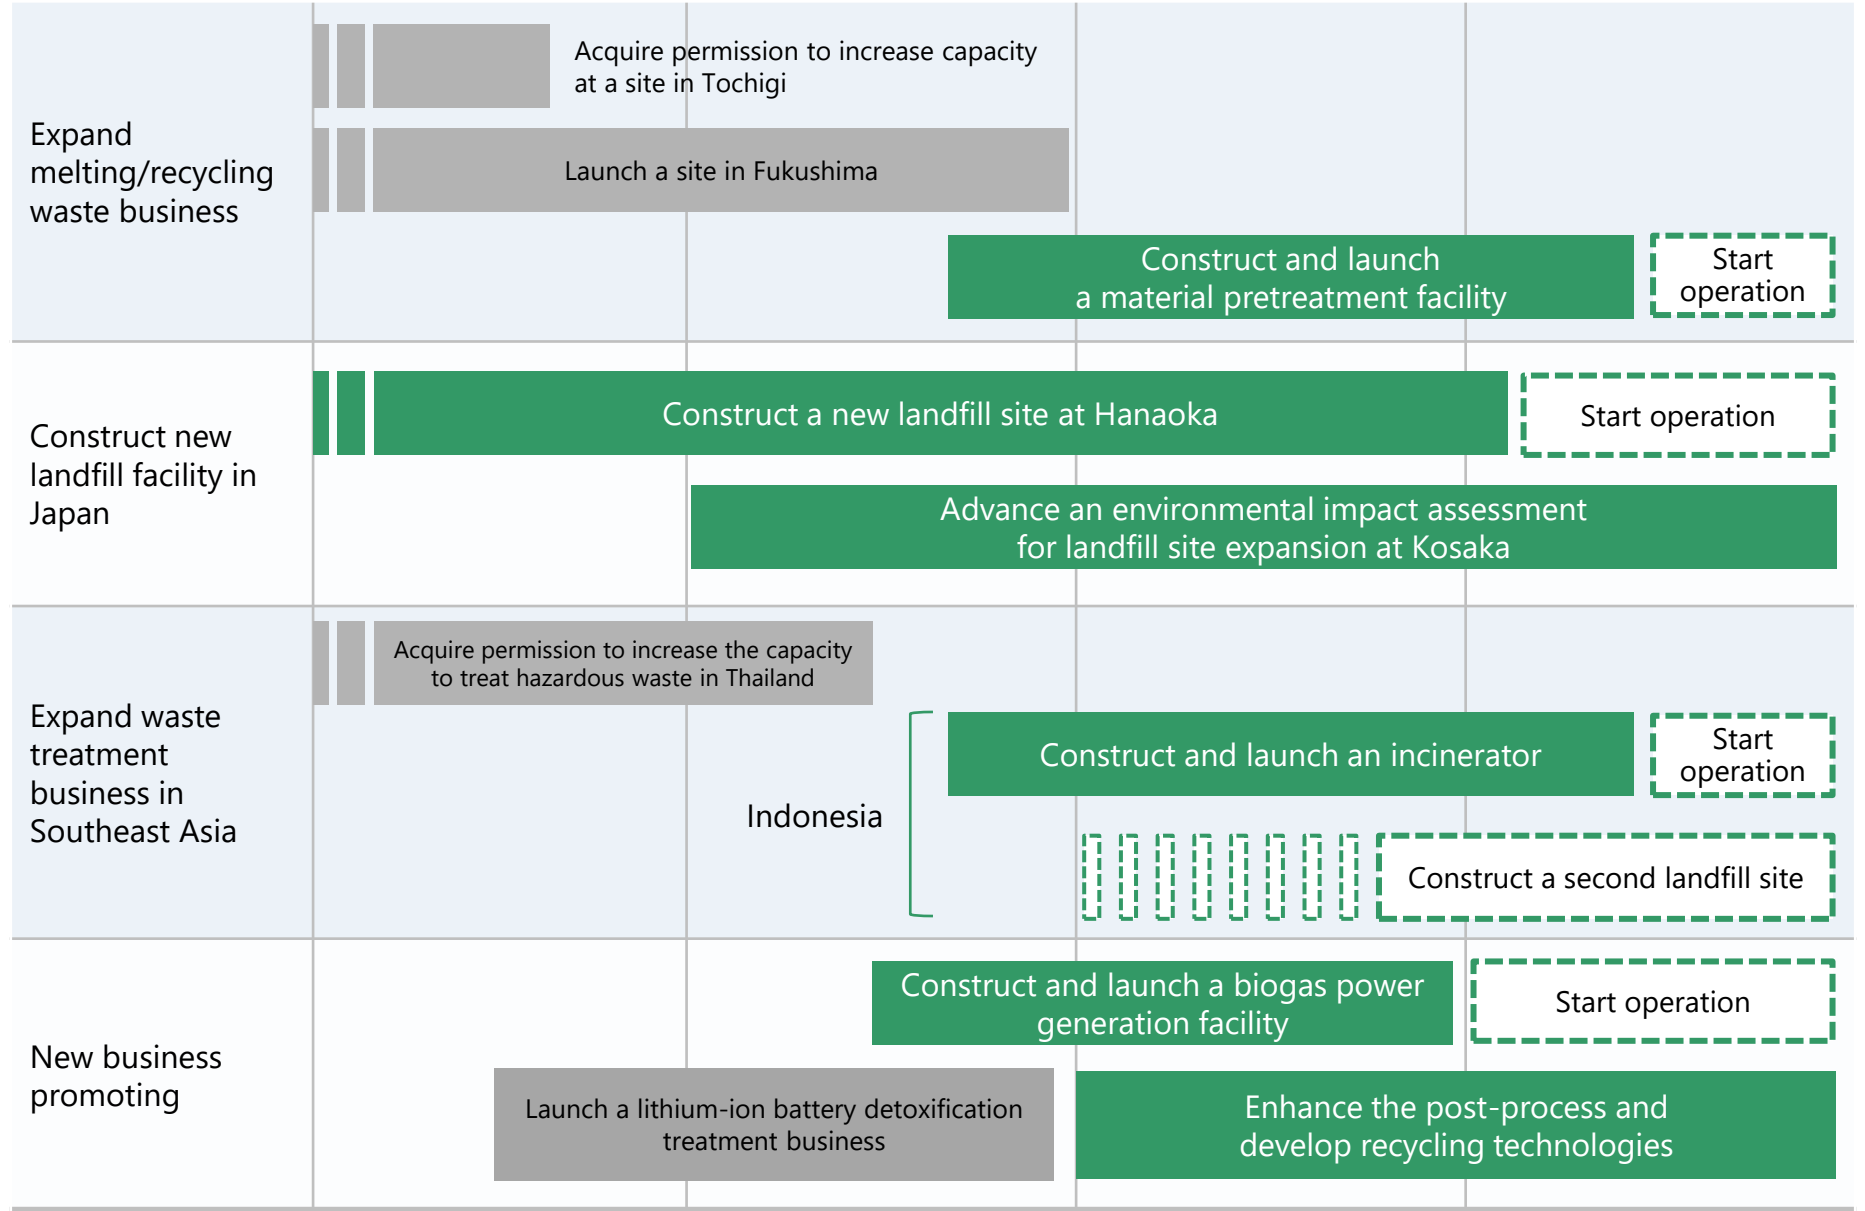 Expand
melting/recycling
waste business
Acquire permission to increase capacity
at a site in Tochigi
Launch a site in Fukushima
Construct and launch
a material pretreatment facility
Start
operation
Construct new
landfill facility in
Japan
Construct a new landfill site at Hanaoka
Start operation
Advance an environmental impact assessment
for landfill site expansion at Kosaka
Expand waste
treatment
business in
Southeast Asia
Acquire permission to increase the capacity
to treat hazardous waste in Thailand
Indonesia
Construct and launch an incinerator
Start
operation
Construct a second landfill site
New business
promoting
Construct and launch a biogas power
generation facility
Start operation
Launch a lithium-ion battery detoxification
treatment business
Enhance the post-process and
develop recycling technologies